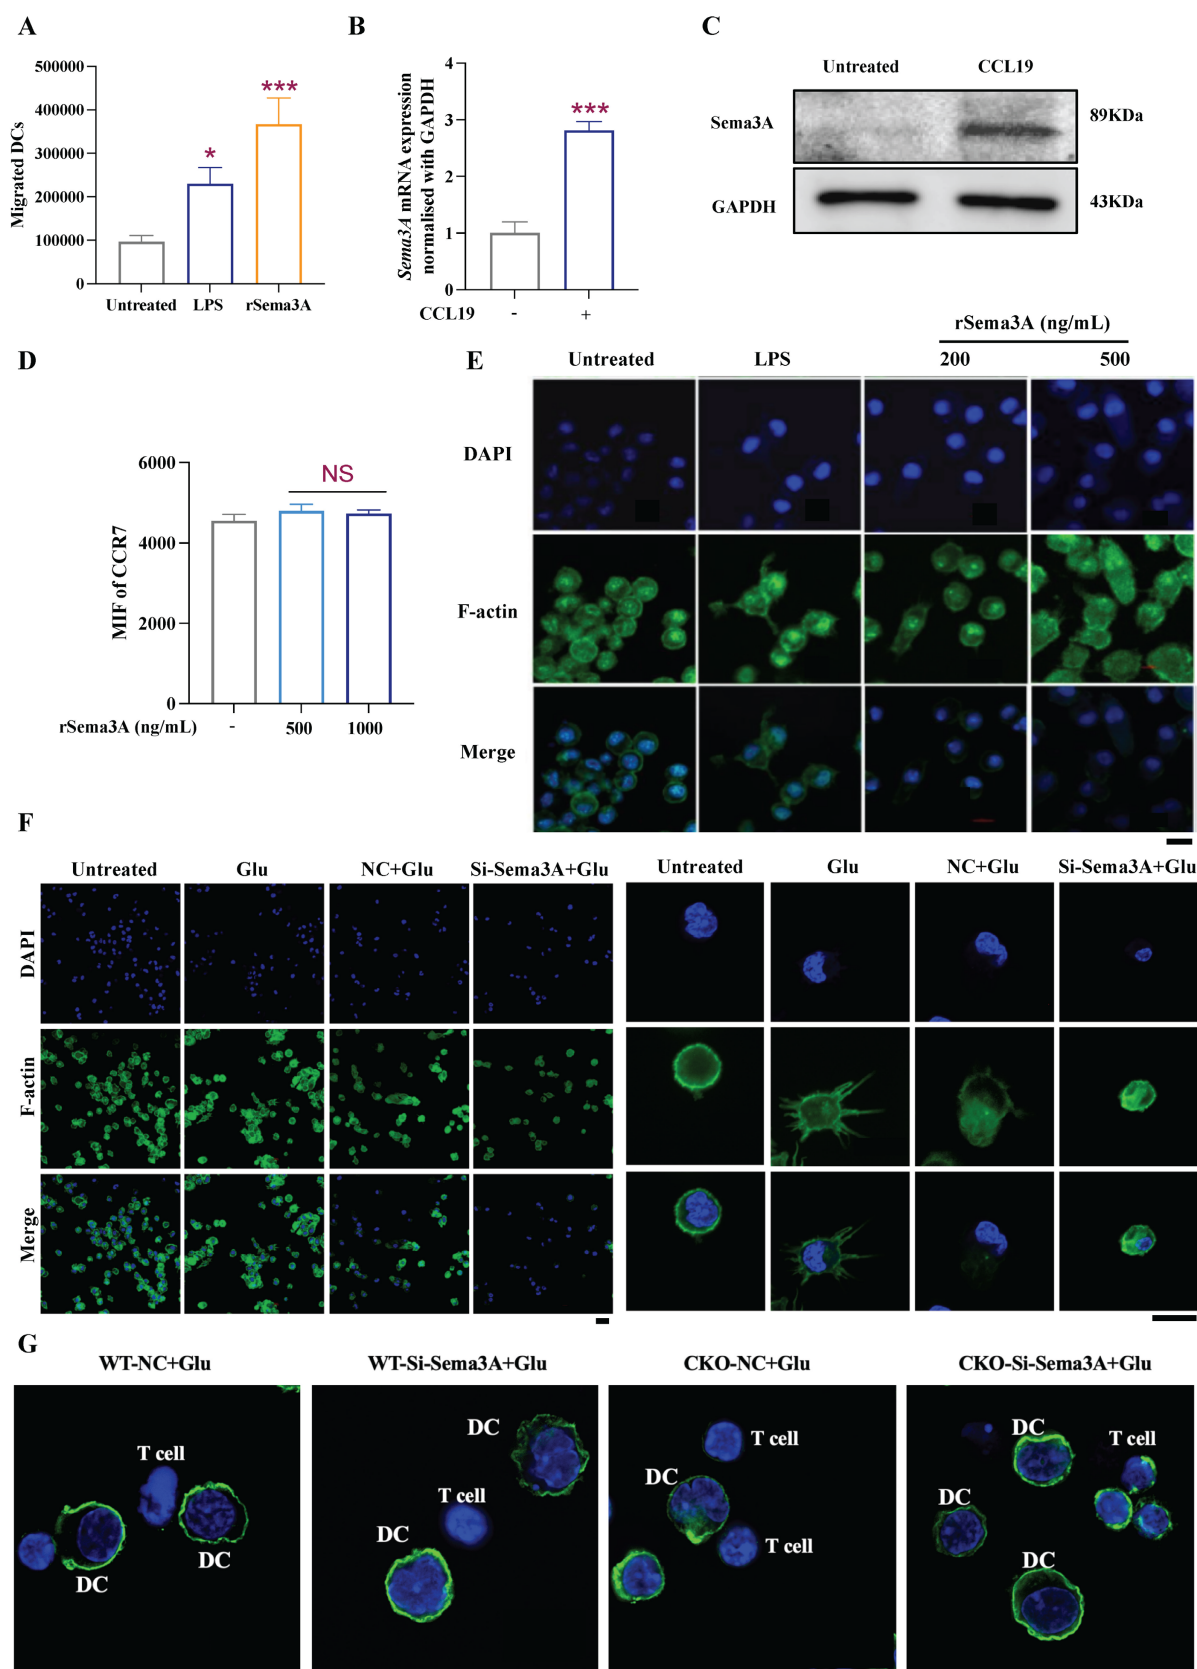 A
B
C
500000
400000
300000
200000
100000
0
Migrated DCs
*
***
Untreated LPS rSema3A
4
3
2
1
0
Sema3A mRNA expression
normalised with GAPDH
***
CCL19 - +
Untreated CCL19
Sema3A 89KDa
GAPDH 43KDa
D
6000
4000
2000
0
MIF of CCR7
NS
rSema3A (ng/mL) - 500 1000
E
rSema3A (ng/mL)
Untreated LPS 200 500
DAPI
F-actin
Merge
F
Untreated Glu NC+Glu Si-Sema3A+Glu
DAPI
F-actin
Merge
Untreated Glu NC+Glu Si-Sema3A+Glu
G
WT-NC+Glu WT-Si-Sema3A+Glu CKO-NC+Glu CKO-Si-Sema3A+Glu
T cell
DC
DC
DC
T cell
DC
T cell
DC
T cell
DC
T cell
DC
DC